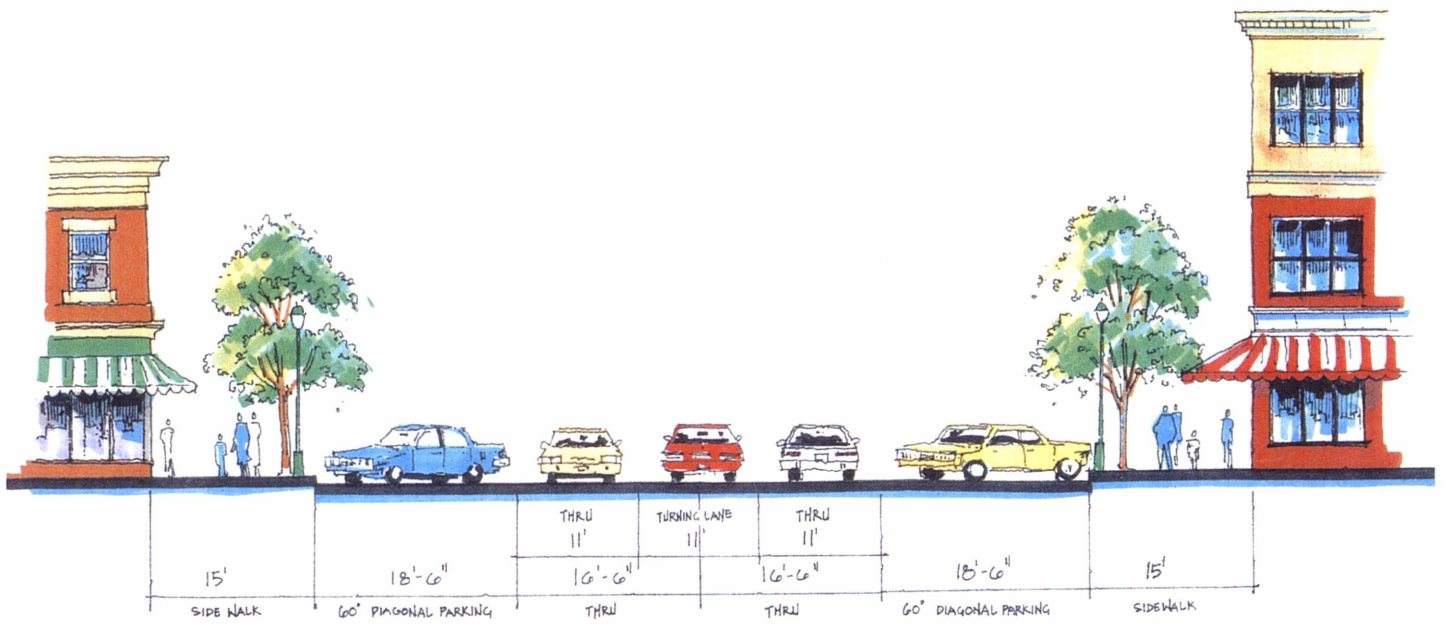 THRU TURNING LANE THRU
11' 11' 11'
15' 18'-6" 16'-6" 16'-6" 18'-6" 15'
SIDE WALK 60° DIAGONAL PARKING THRU THRU 60° DIAGONAL PARKING SIDEWALK